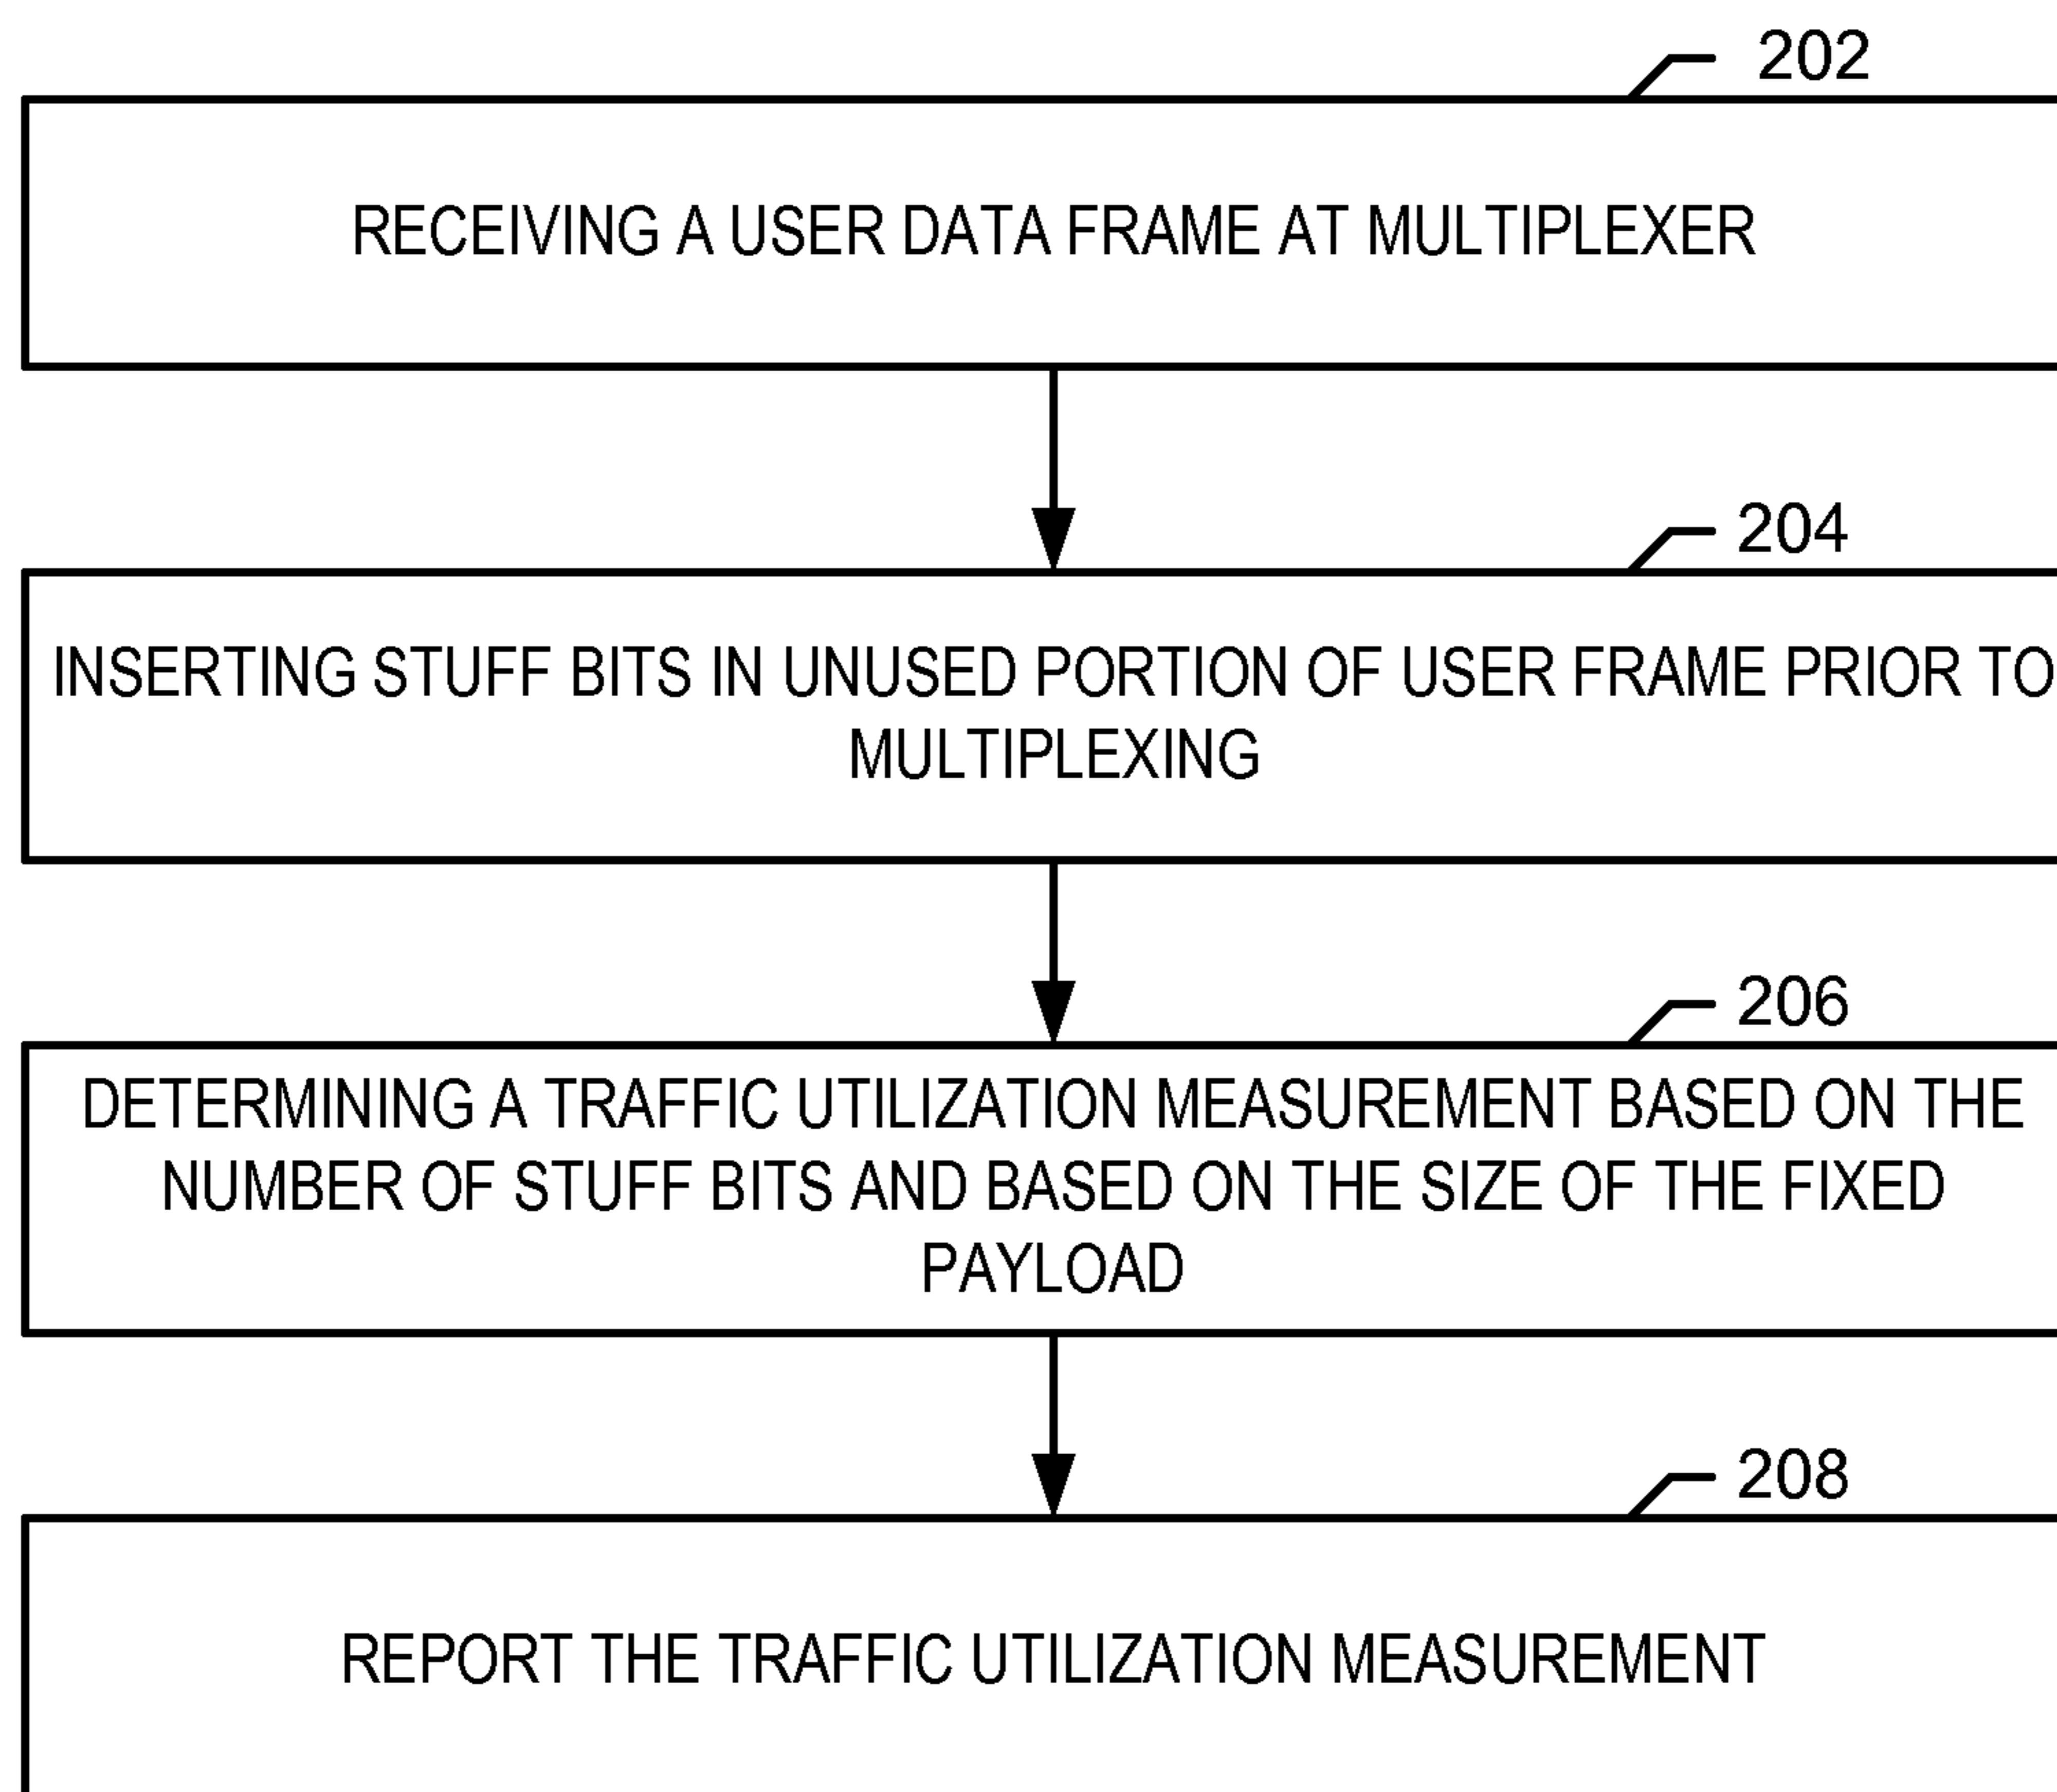 202
RECEIVING A USER DATA FRAME AT MULTIPLEXER
204
INSERTING STUFF BITS IN UNUSED PORTION OF USER FRAME PRIOR TO
MULTIPLEXING
206
DETERMINING A TRAFFIC UTILIZATION MEASUREMENT BASED ON THE
NUMBER OF STUFF BITS AND BASED ON THE SIZE OF THE FIXED
PAYLOAD
208
REPORT THE TRAFFIC UTILIZATION MEASUREMENT